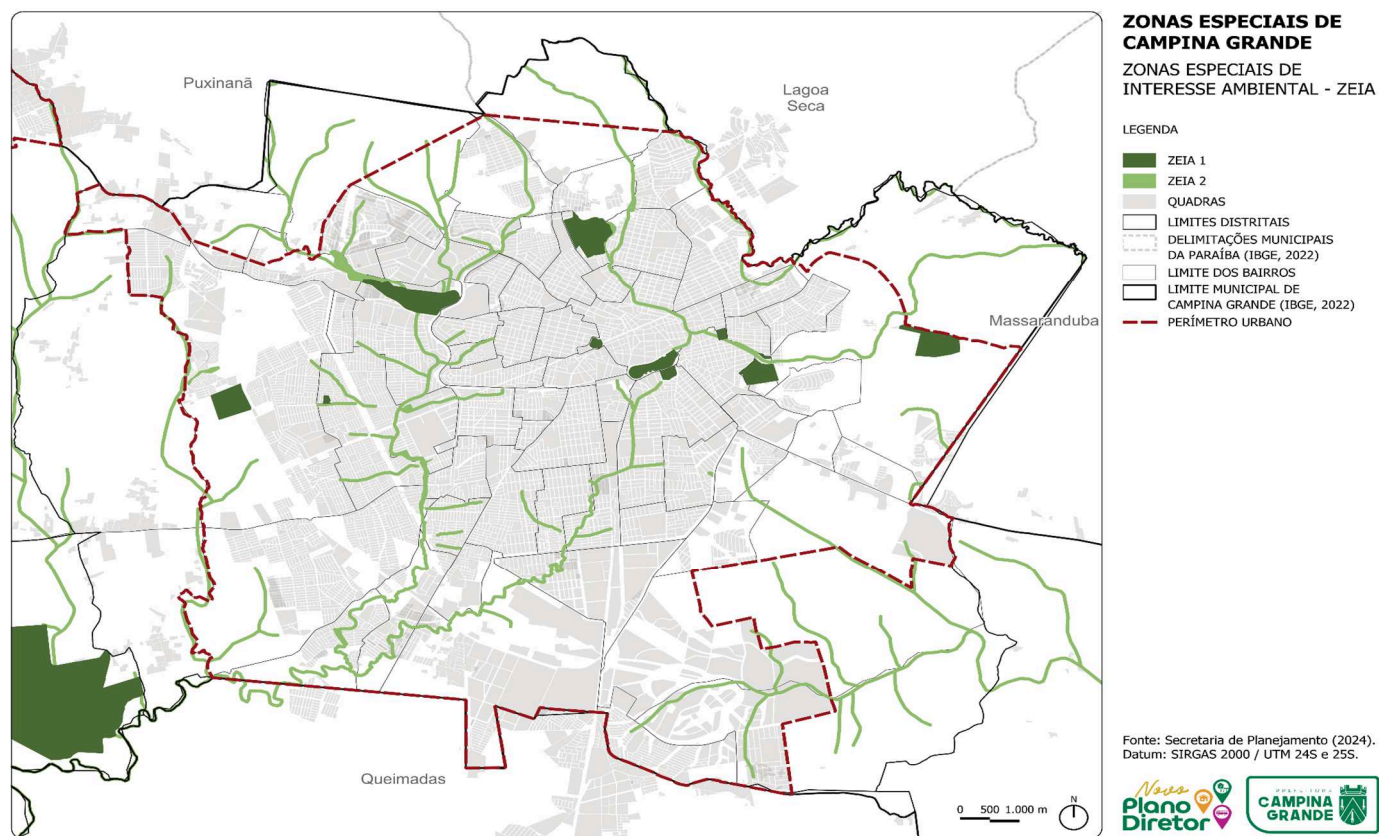 ZONAS ESPECIAIS DE
CAMPINA GRANDE
ZONAS ESPECIAIS DE
INTERESSE AMBIENTAL - ZEIA
LEGENDA
ZEIA 1
ZEIA 2
QUADRAS
LIMITES DISTRITAIS
DELIMITAÇÕES MUNICIPAIS
DA PARAÍBA (IBGE, 2022)
LIMITE DOS BAIRROS
LIMITE MUNICIPAL DE
CAMPINA GRANDE (IBGE, 2022)
PERÍMETRO URBANO
Puxinanã
Lagoa
Seca
Massaranduba
Queimadas
0 500 1.000 m
N
Fonte: Secretaria de Planejamento (2024).
Datum: SIRGAS 2000 / UTM 24S e 25S.
Novo
Plano
Diretor
PREFEITURA
CAMPINA
GRANDE